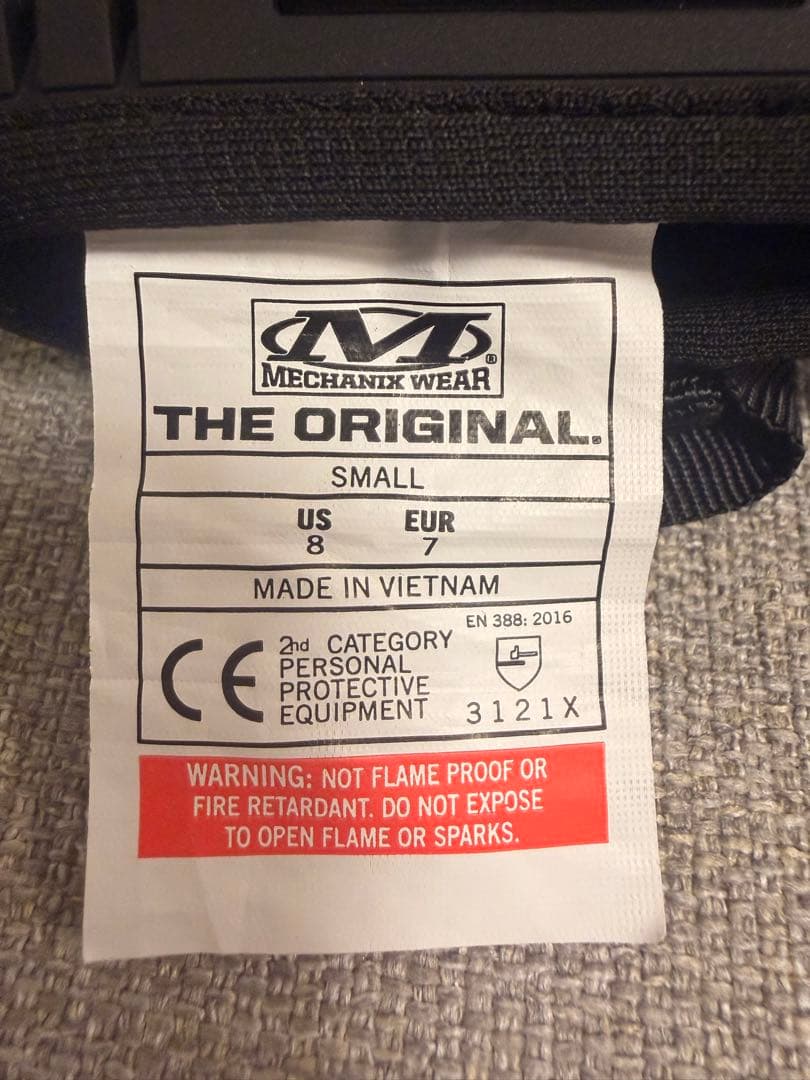 MECHANIX WEAR®
THE ORIGINAL.
SMALL
US EUR
8 7
MADE IN VIETNAM
CE 2nd CATEGORY
PERSONAL
PROTECTIVE
EQUIPMENT
EN 388: 2016
3121X
WARNING: NOT FLAME PROOF OR
FIRE RETARDANT. DO NOT EXPOSE
TO OPEN FLAME OR SPARKS.